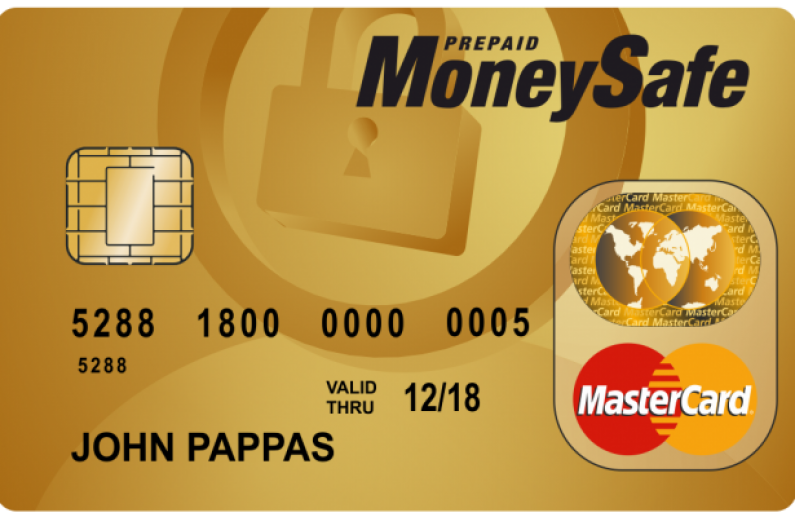 PREPAID
MoneySafe
5288 1800 0000 0005
5288
VALID
THRU
12/18
JOHN PAPPAS
MasterCard